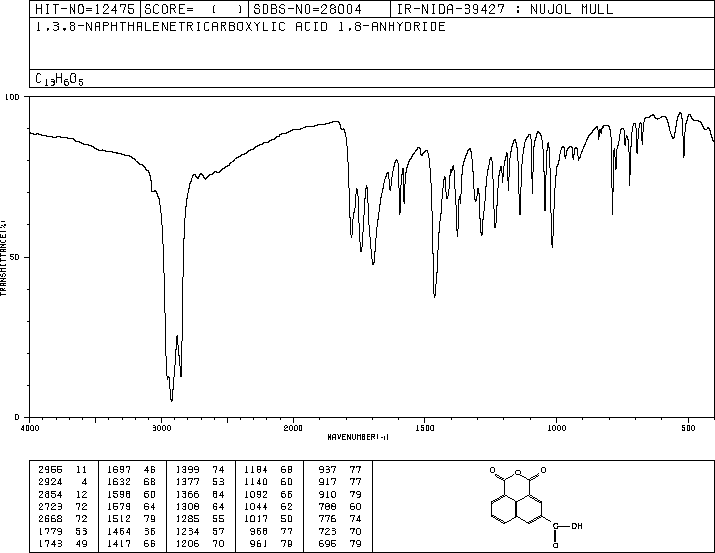 HIT-NO=12475 SCORE= ( ) SDBS-NO=28004 IR-NIDA-39427 : NUJOL MULL
1,3,8-NAPHTHALENETRICARBOXYLIC ACID 1,8-ANHYDRIDE
C13H6O5
100
50
0
TRANSMITTANCE(%)
4000 3000 2000 1500 1000 500
WAVENUMBER(-1)
2955 11 1697 46 1399 74 1184 68 937 77
2924 4 1632 68 1377 53 1140 60 917 77
2854 12 1598 60 1366 84 1092 66 910 79
2723 72 1579 64 1308 64 1044 62 788 60
2668 72 1512 79 1285 55 1017 50 776 74
1779 53 1464 36 1234 57 968 77 723 70
1743 49 1417 66 1206 70 961 79 695 79
O O O
C OH
O